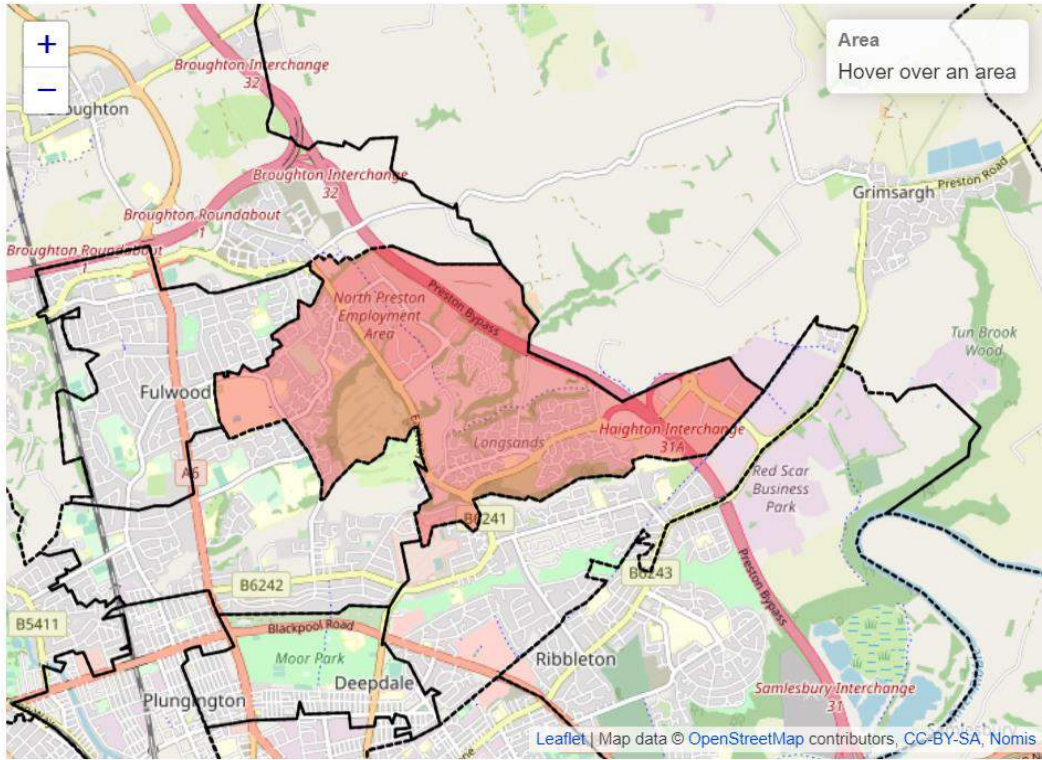 +
−
Area
Hover over an area
Broughton Interchange
32
Broughton
Broughton Interchange
32
Broughton Roundabout
1
Broughton Roundabout
1
Grimsargh
Preston Road
North Preston
Employment
Area
Preston Bypass
Tun Brook
Wood
Fulwood
Longsands
Haighton Interchange
31A
A6
Red Scar
Business
Park
B6241
B6242
B6243
Preston Bypass
B5411
Blackpool Road
Moor Park
Ribbleton
Deepdale
Plungington
Samlesbury Interchange
31
Leaflet | Map data © OpenStreetMap contributors, CC-BY-SA, Nomis